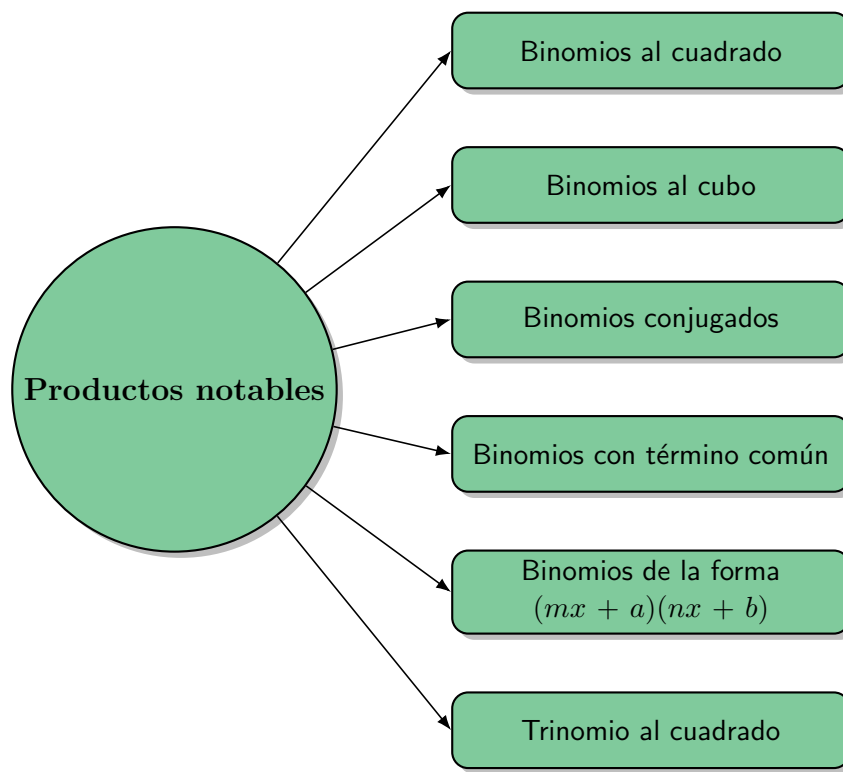 Productos notables
Binomios al cuadrado
Binomios al cubo
Binomios conjugados
Binomios con término común
Binomios de la forma
(mx + a)(nx + b)
Trinomio al cuadrado